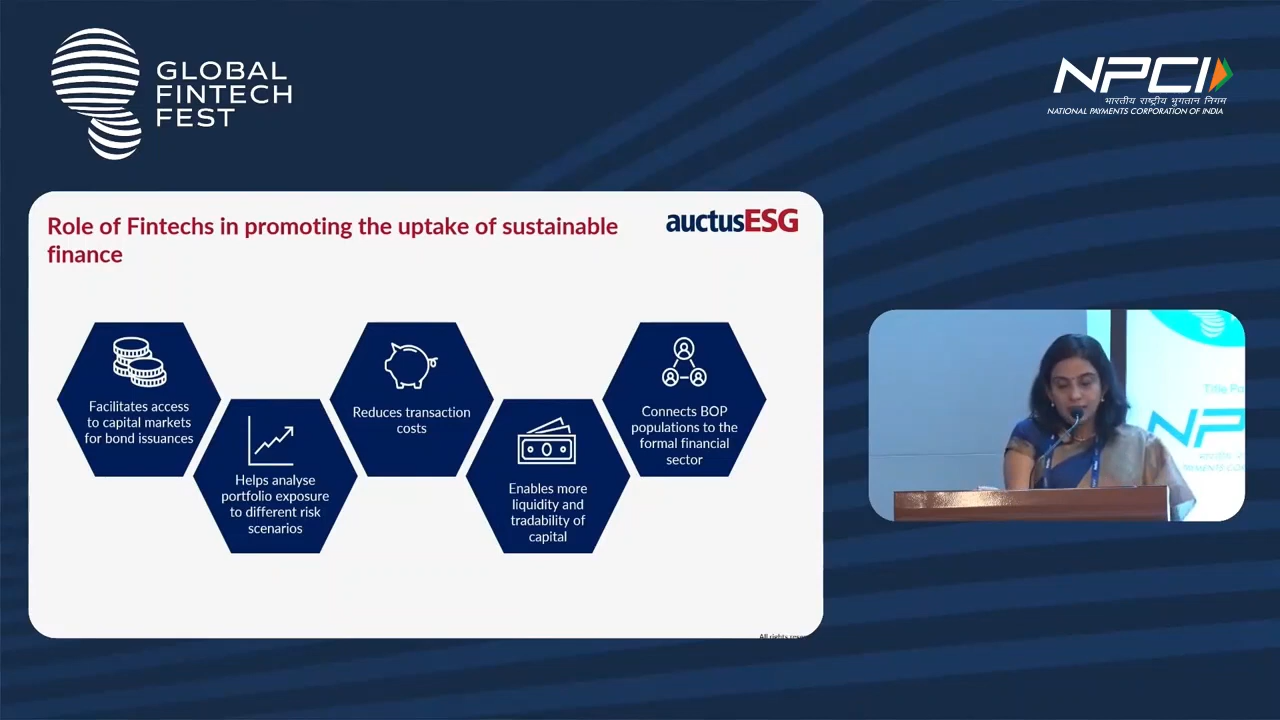 GLOBAL
FINTECH
FEST
NPCI
भारतीय राष्ट्रीय भुगतान निगम
NATIONAL PAYMENTS CORPORATION OF INDIA
Role of Fintechs in promoting the uptake of sustainable
finance
auctusESG
Facilitates access
to capital markets
for bond issuances
Helps analyse
portfolio exposure
to different risk
scenarios
Reduces transaction
costs
Enables more
liquidity and
tradability of
capital
Connects BOP
populations to the
formal financial
sector
All rights
Title